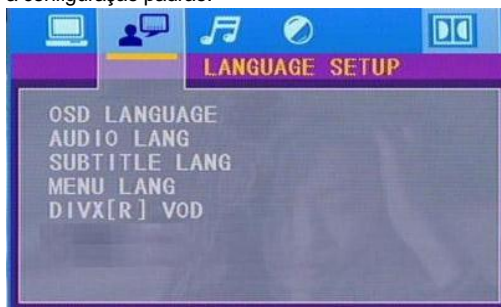 a configuração padrão.
LANGUAGE SETUP
OSD LANGUAGE
AUDIO LANG
SUBTITLE LANG
MENU LANG
DIVX[R] VOD